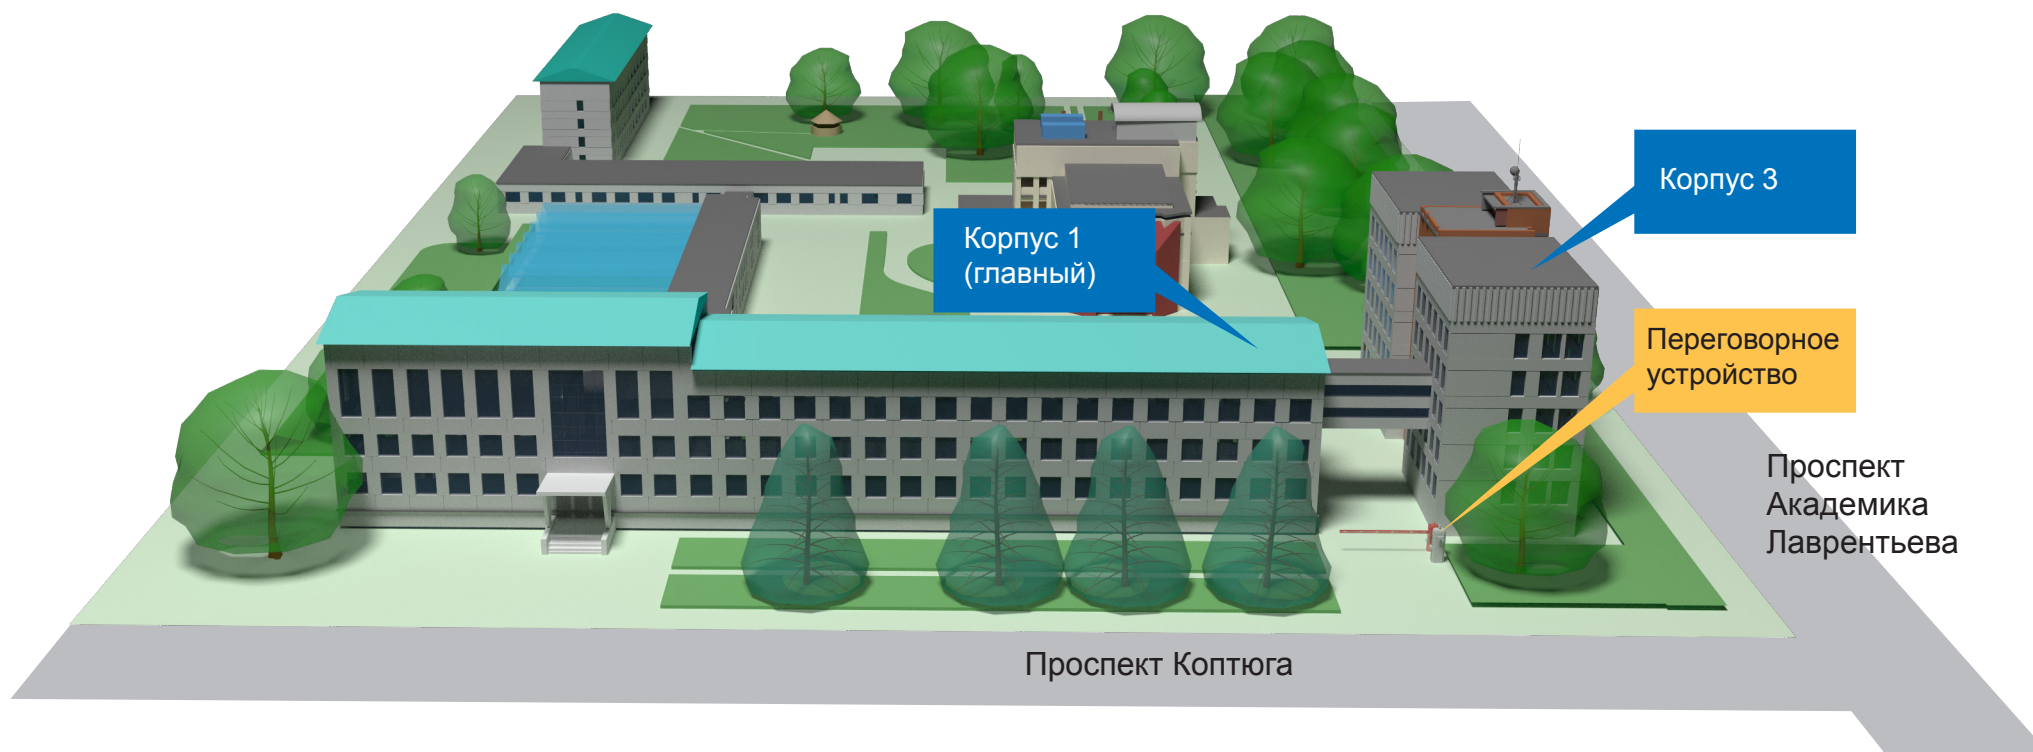 Корпус 3
Корпус 1
(главный)
Переговорное
устройство
Проспект
Академика
Лаврентьева
Проспект Коптюга